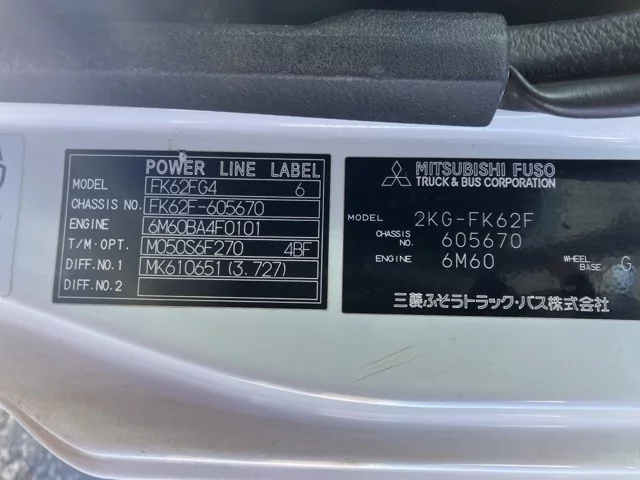 POWER LINE LABEL
MODEL FK62FG4 6
CHASSIS NO. FK62F-605670
ENGINE 6M60BA4F0101
T/M·OPT. M050S6F270 4BF
DIFF.NO.1 MK610651(3.727)
DIFF.NO.2
MITSUBISHI FUSO
TRUCK & BUS CORPORATION
MODEL 2KG-FK62F
CHASSIS NO. 605670
ENGINE 6M60 WHEEL BASE G
三菱ふそうトラック・バス株式会社